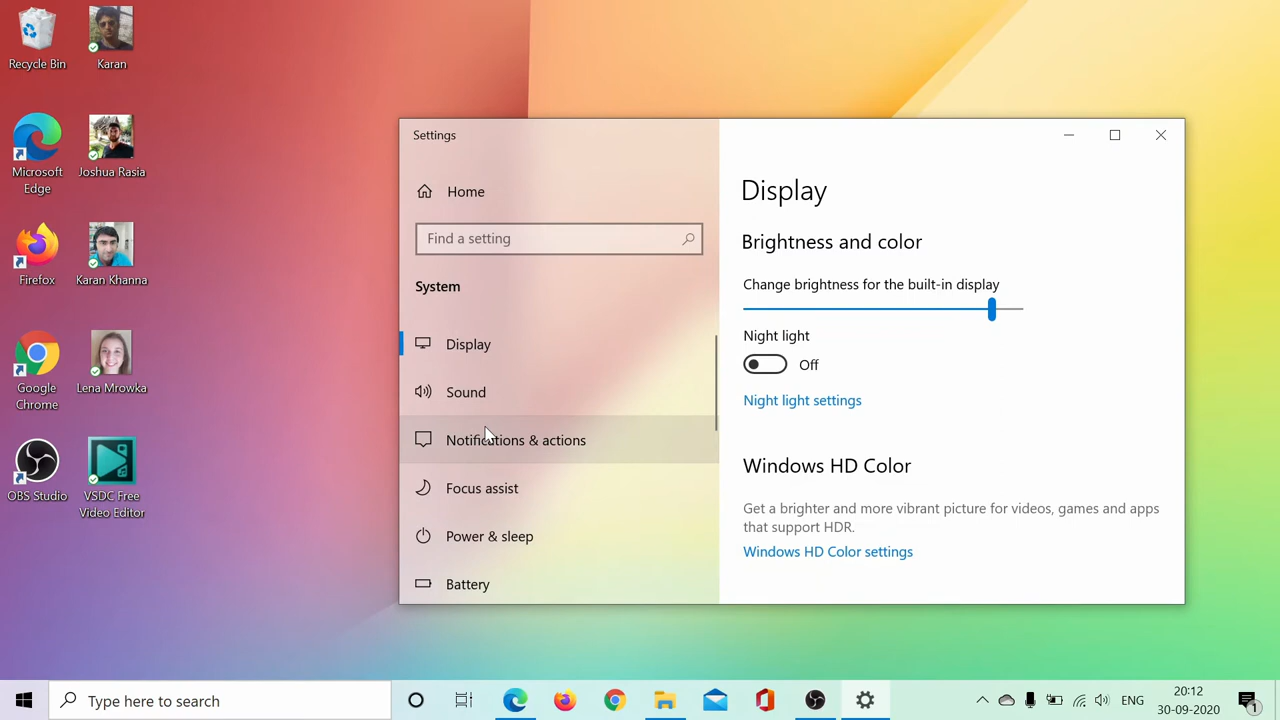 Recycle Bin
Karan
Microsoft
Edge
Joshua Rasia
Firefox
Karan Khanna
Google
Chrome
Lena Mrowka
OBS Studio
VSDC Free
Video Editor
Settings
Home
Find a setting
System
Display
Sound
Notifications & actions
Focus assist
Power & sleep
Battery
Display
Brightness and color
Change brightness for the built-in display
Night light
Off
Night light settings
Windows HD Color
Get a brighter and more vibrant picture for videos, games and apps
that support HDR.
Windows HD Color settings
Type here to search
ENG
20:12
30-09-2020
1